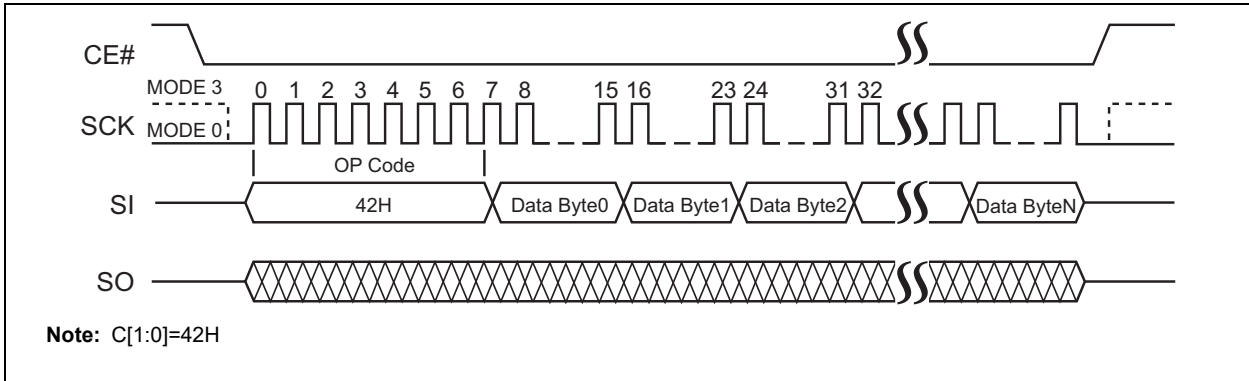 CE#
MODE 3
0 1 2 3 4 5 6 7 8 15 16 23 24 31 32
SCK
MODE 0
OP Code
SI
42H
Data Byte0
Data Byte1
Data Byte2
Data ByteN
SO
Note: C[1:0]=42H